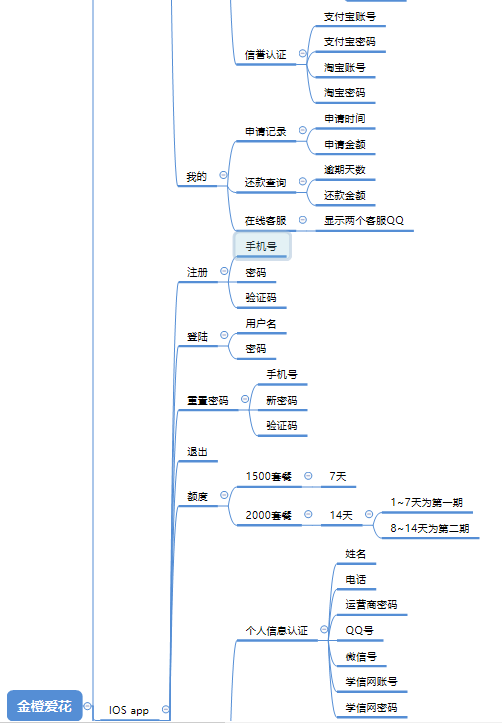 支付宝账号
支付宝密码
信誉认证
淘宝账号
淘宝密码
申请时间
申请记录
申请金额
我的
逾期天数
还款查询
还款金额
在线客服
显示两个客服QQ
手机号
注册
密码
验证码
用户名
登陆
密码
手机号
重置密码
新密码
验证码
退出
1500套餐
7天
额度
1~7天为第一期
2000套餐
14天
8~14天为第二期
姓名
电话
运营商密码
个人信息认证
QQ号
微信号
学信网账号
学信网密码
金橙爱花
IOS app